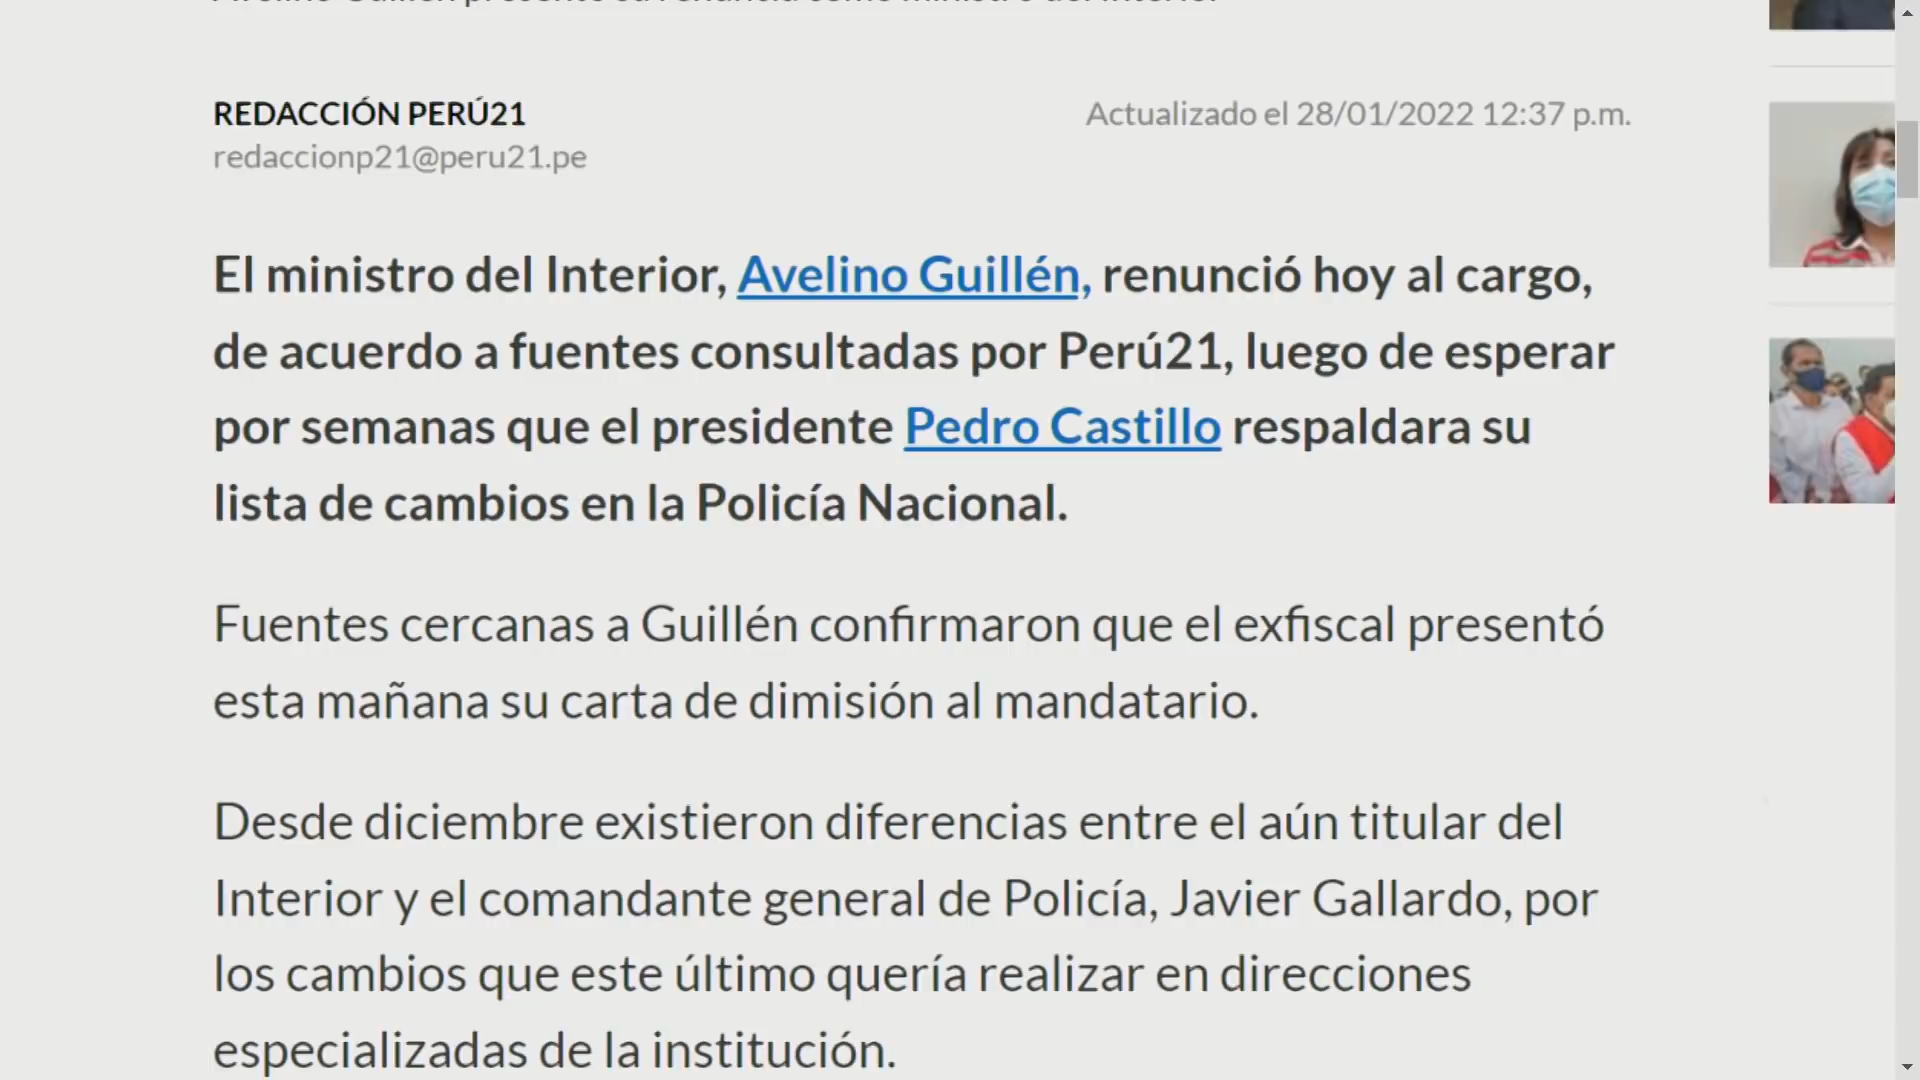 REDACCIÓN PERÚ21
Actualizado el 28/01/2022 12:37 p.m.
redaccionp21@peru21.pe
El ministro del Interior, Avelino Guillén, renunció hoy al cargo,
de acuerdo a fuentes consultadas por Perú21, luego de esperar
por semanas que el presidente Pedro Castillo respaldara su
lista de cambios en la Policía Nacional.
Fuentes cercanas a Guillén confirmaron que el exfiscal presentó
esta mañana su carta de dimisión al mandatario.
Desde diciembre existieron diferencias entre el aún titular del
Interior y el comandante general de Policía, Javier Gallardo, por
los cambios que este último quería realizar en direcciones
especializadas de la institución.